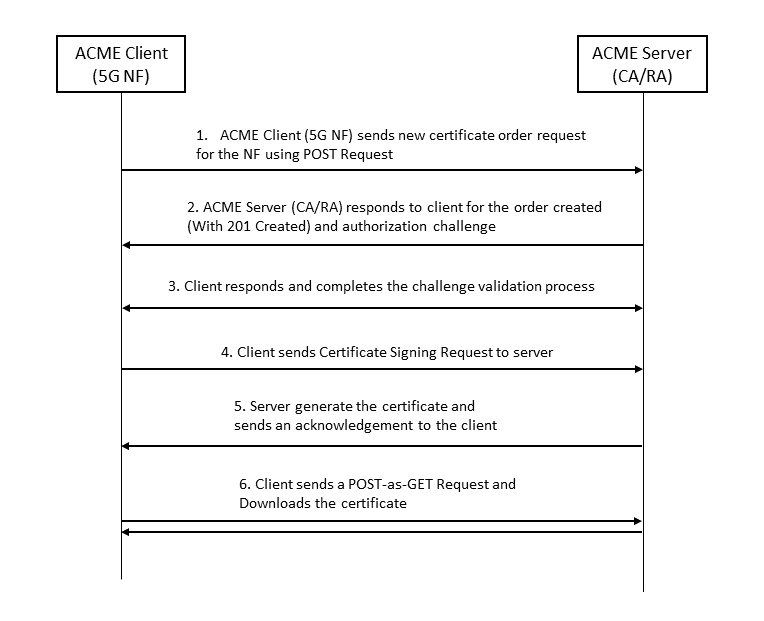 ACME Client
(5G NF)
ACME Server
(CA/RA)
1. ACME Client (5G NF) sends new certificate order request
for the NF using POST Request
2. ACME Server (CA/RA) responds to client for the order created
(With 201 Created) and authorization challenge
3. Client responds and completes the challenge validation process
4. Client sends Certificate Signing Request to server
5. Server generate the certificate and
sends an acknowledgement to the client
6. Client sends a POST-as-GET Request and
Downloads the certificate